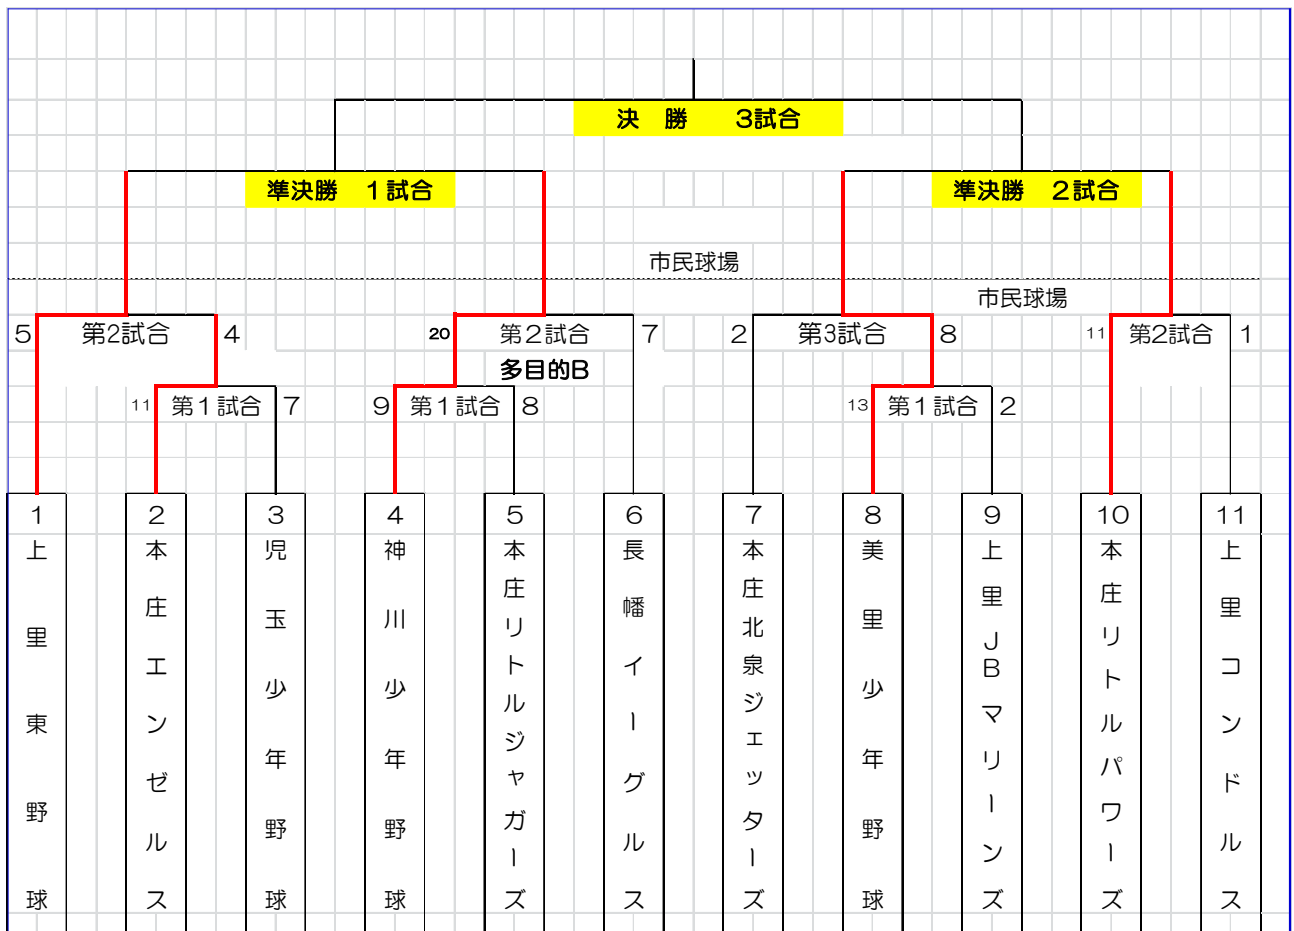 決　勝　　3試合
準決勝　1試合
準決勝　2試合
市民球場
市民球場
5 第2試合 4
20 第2試合 7
2 第3試合 8
11 第2試合 1
多目的B
11 第1試合 7
9 第1試合 8
13 第1試合 2
1 2 3 4 5 6 7 8 9 10 11
上里東野球
本庄エンゼルス
児玉少年野球
神川少年野球
本庄リトルジャガーズ
長幡イーグルス
本庄北泉ジェッターズ
美里少年野球
上里JBマリーンズ
本庄リトルパワーズ
上里コンドルス